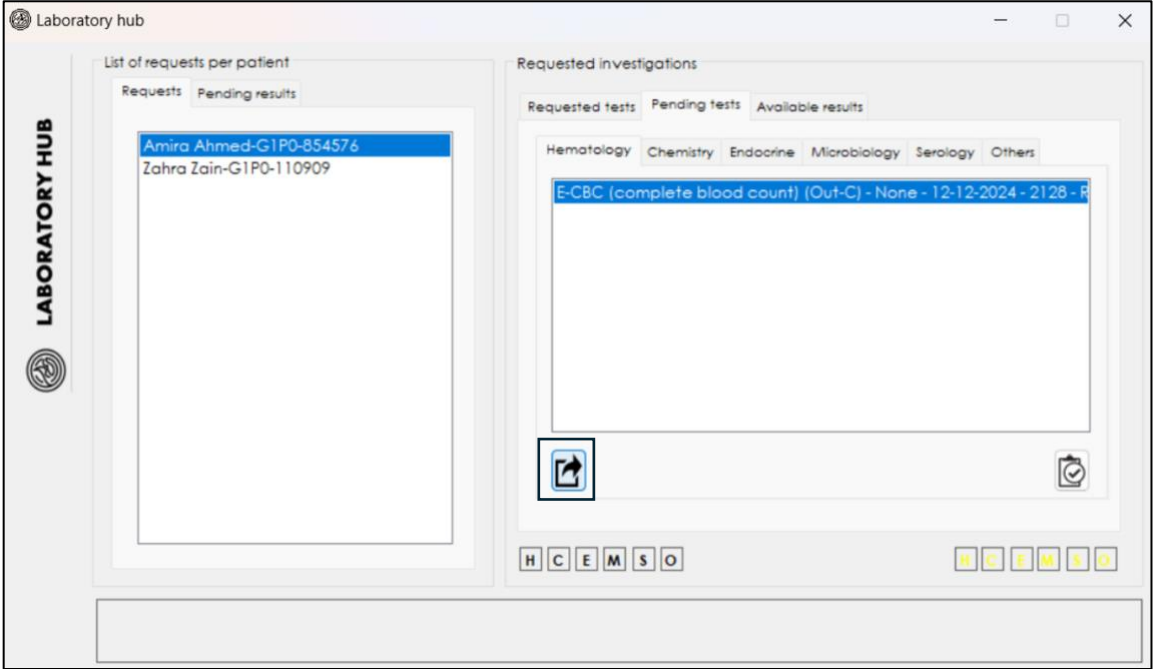 Laboratory hub
LABORATORY HUB
List of requests per patient
Requests Pending results
Amira Ahmed-G1P0-854576
Zahra Zain-G1P0-110909
Requested investigations
Requested tests Pending tests Available results
Hematology Chemistry Endocrine Microbiology Serology Others
E-CBC (complete blood count) (Out-C) - None - 12-12-2024 - 2128 - R
H C E M S O
H C E M S O